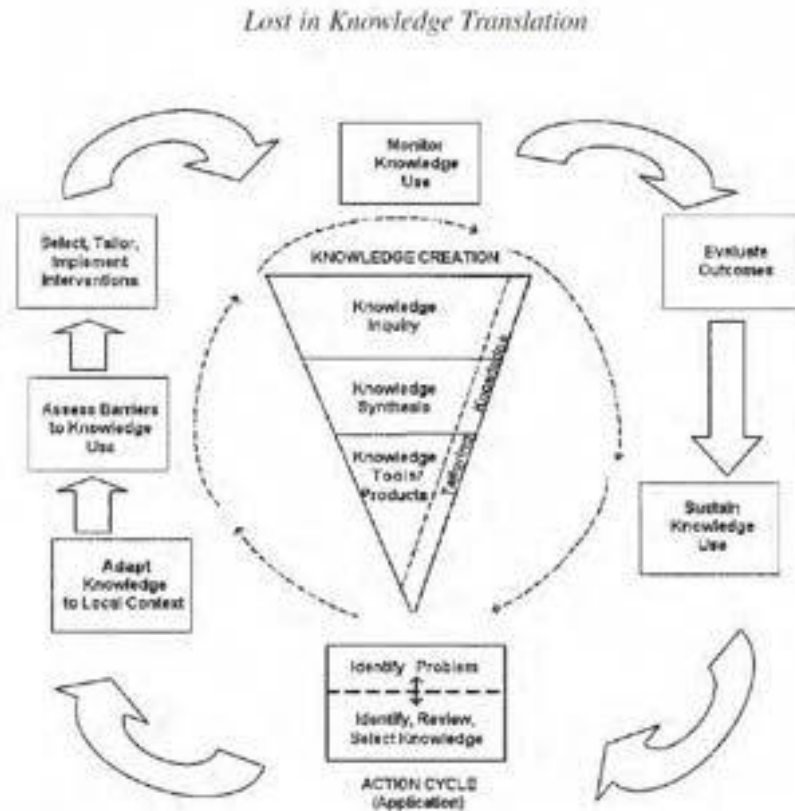 Lost in Knowledge Translation
Monitor
Knowledge
Use
Select, Tailor,
Implement
Interventions
KNOWLEDGE CREATION
Evaluate
Outcomes
Knowledge
Inquiry
Assess Barriers
to Knowledge
Use
Knowledge
Synthesis
Tailoring Knowledge
Knowledge
Tools/
Products
Sustain
Knowledge
Use
Adapt
Knowledge
to Local Context
Identify Problem
Identify, Review,
Select Knowledge
ACTION CYCLE
(Application)